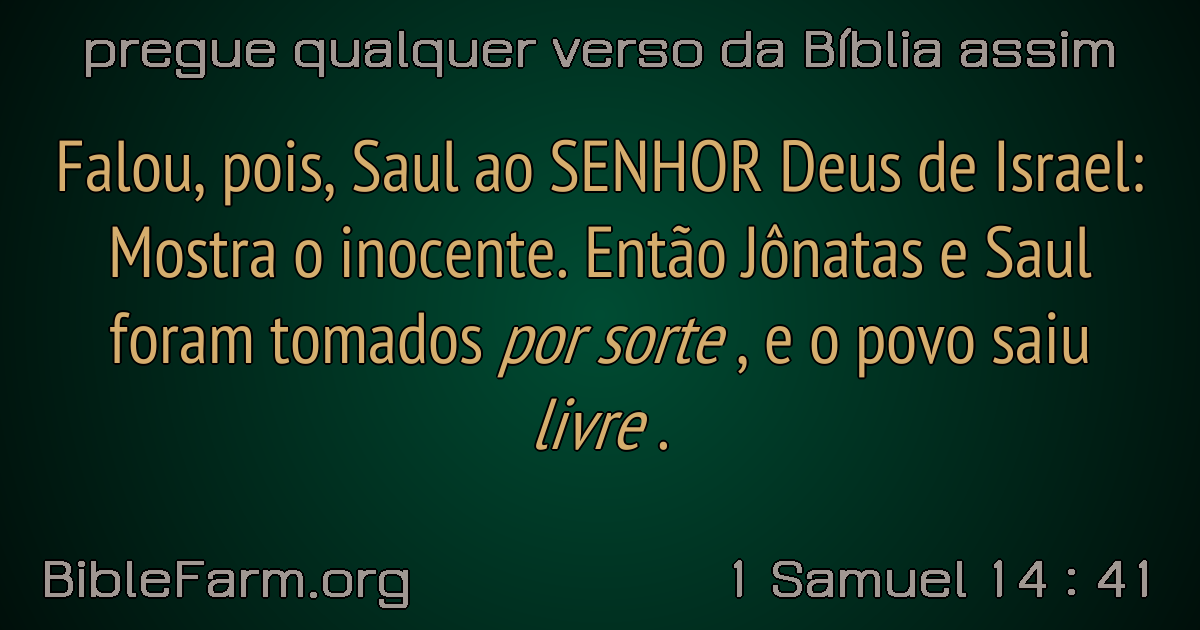 pregue qualquer verso da Bíblia assim
Falou, pois, Saul ao SENHOR Deus de Israel:
Mostra o inocente. Então Jônatas e Saul
foram tomados por sorte , e o povo saiu
livre .
BibleFarm.org
1 Samuel 14 : 41